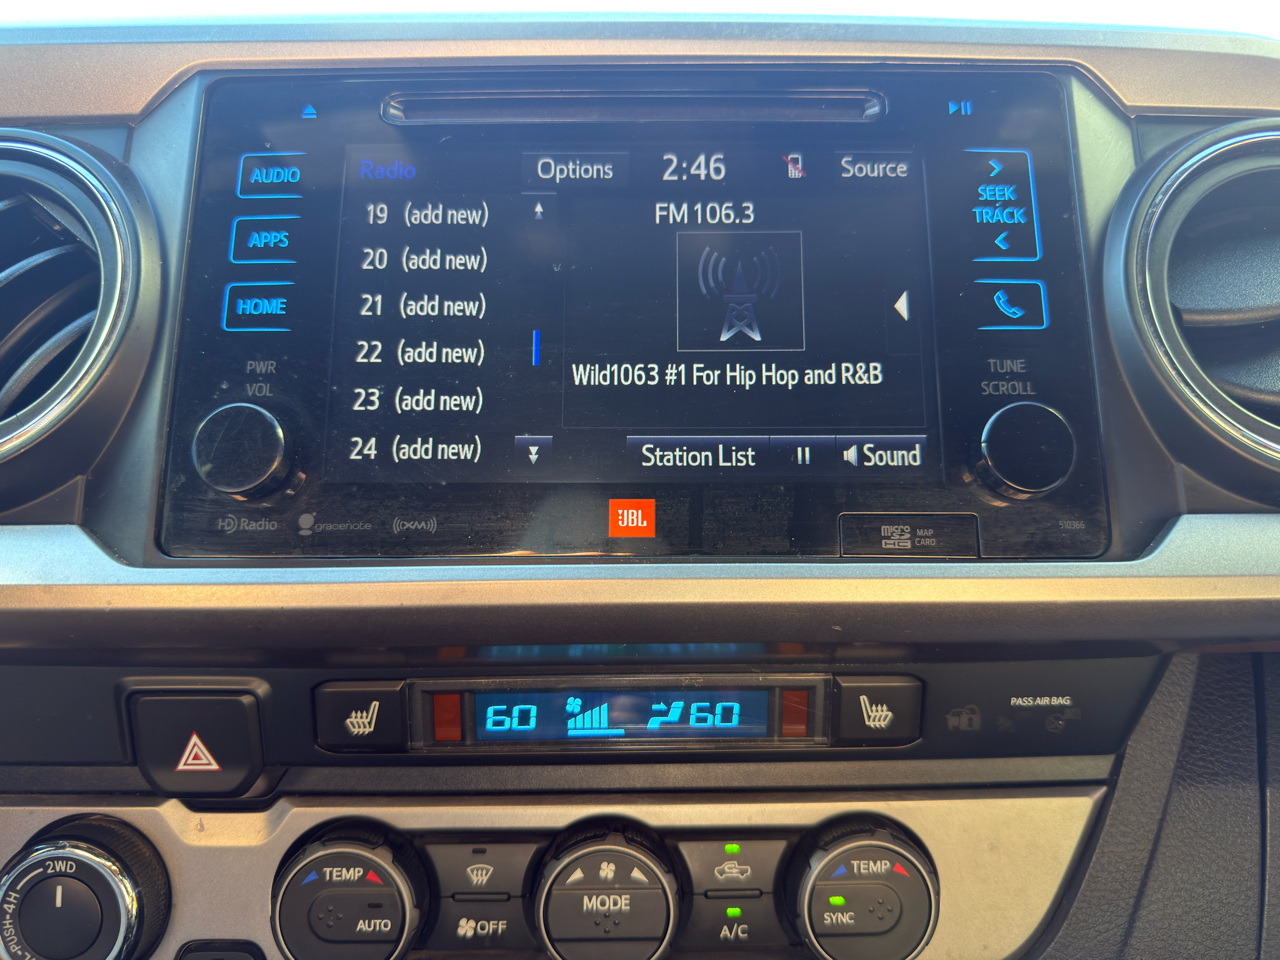 AUDIO
APPS
HOME
PWR
VOL
Radio
Options
2:46
Source
19 (add new)
20 (add new)
21 (add new)
22 (add new)
23 (add new)
24 (add new)
FM 106.3
Wild1063 #1 For Hip Hop and R&B
Station List
Sound
SEEK
TRACK
TUNE
SCROLL
HD Radio
gracenote
((XM))
JBL
micro
SD
HC
MAP
CARD
510366
60
60
PASS AIR BAG
2WD
PUSH-4H
TEMP
AUTO
OFF
MODE
A/C
TEMP
SYNC